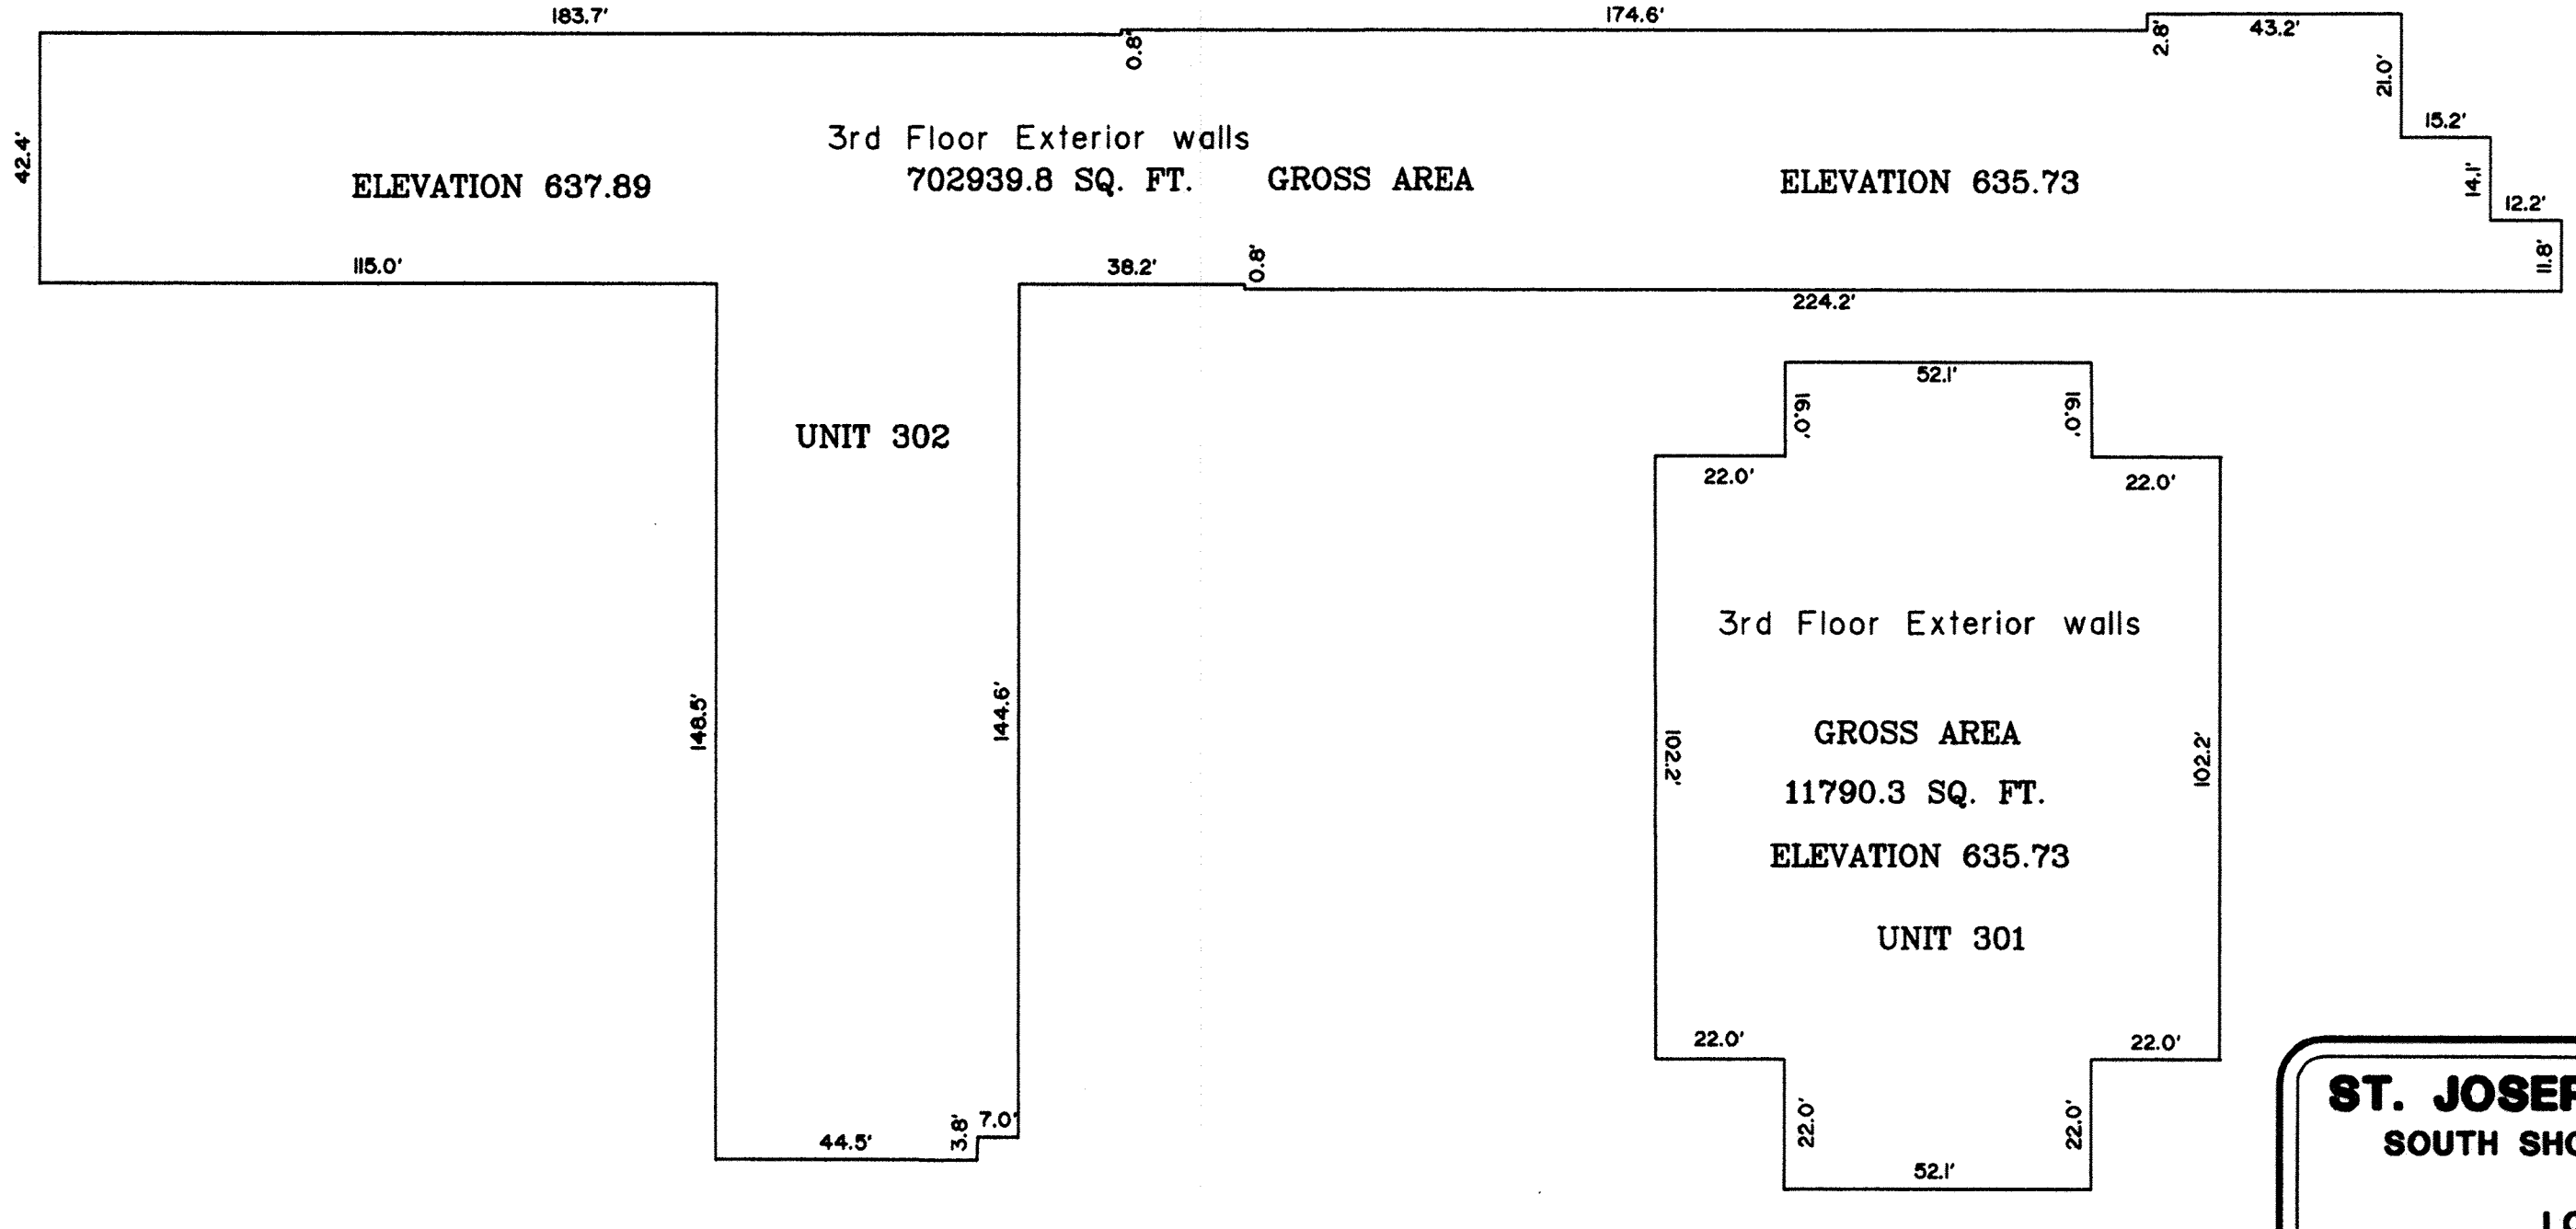 183.7'
0.8'
174.6'
2.8'
43.2'
21.0'
15.2'
14.1'
12.2'
11.8'
42.4'
3rd Floor Exterior walls
702939.8 SQ. FT. GROSS AREA
ELEVATION 637.89
ELEVATION 635.73
115.0'
38.2'
0.8'
224.2'
UNIT 302
148.5'
144.6'
44.5'
3.8'
7.0'
52.1'
16.0'
16.0'
22.0'
22.0'
3rd Floor Exterior walls
102.2'
GROSS AREA
102.2'
11790.3 SQ. FT.
ELEVATION 635.73
UNIT 301
22.0'
22.0'
22.0'
22.0'
52.1'
ST. JOSEP
SOUTH SHO
LO